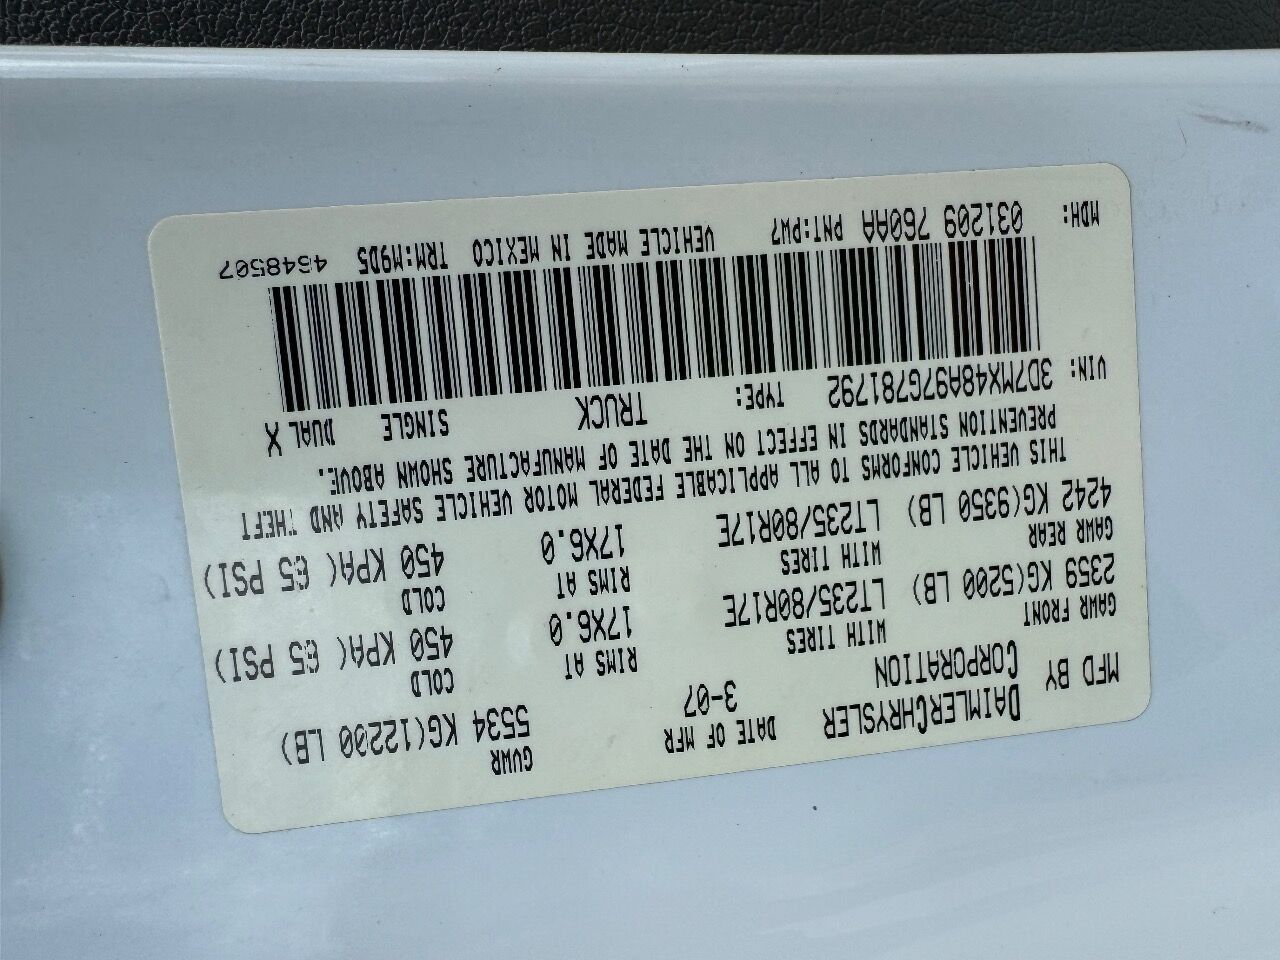 MFD BY DAIMLERCHRYSLER CORPORATION DATE OF MFR 3-07 GVWR 5534 KG(12200 LB)
GAWR FRONT WITH TIRES RIMS AT COLD
2359 KG(5200 LB) LT235/80R17E 17X6.0 450 KPA( 65 PSI)
GAWR REAR WITH TIRES RIMS AT COLD
4242 KG(9350 LB) LT235/80R17E 17X6.0 450 KPA( 65 PSI)
THIS VEHICLE CONFORMS TO ALL APPLICABLE FEDERAL MOTOR VEHICLE SAFETY AND THEFT
PREVENTION STANDARDS IN EFFECT ON THE DATE OF MANUFACTURE SHOWN ABOVE.
VIN: 3D7MX48A97G781792 TYPE: TRUCK SINGLE DUAL X
MDH: 031209 760AA PNT:PW7 VEHICLE MADE IN MEXICO TRM:M9D5 4648507